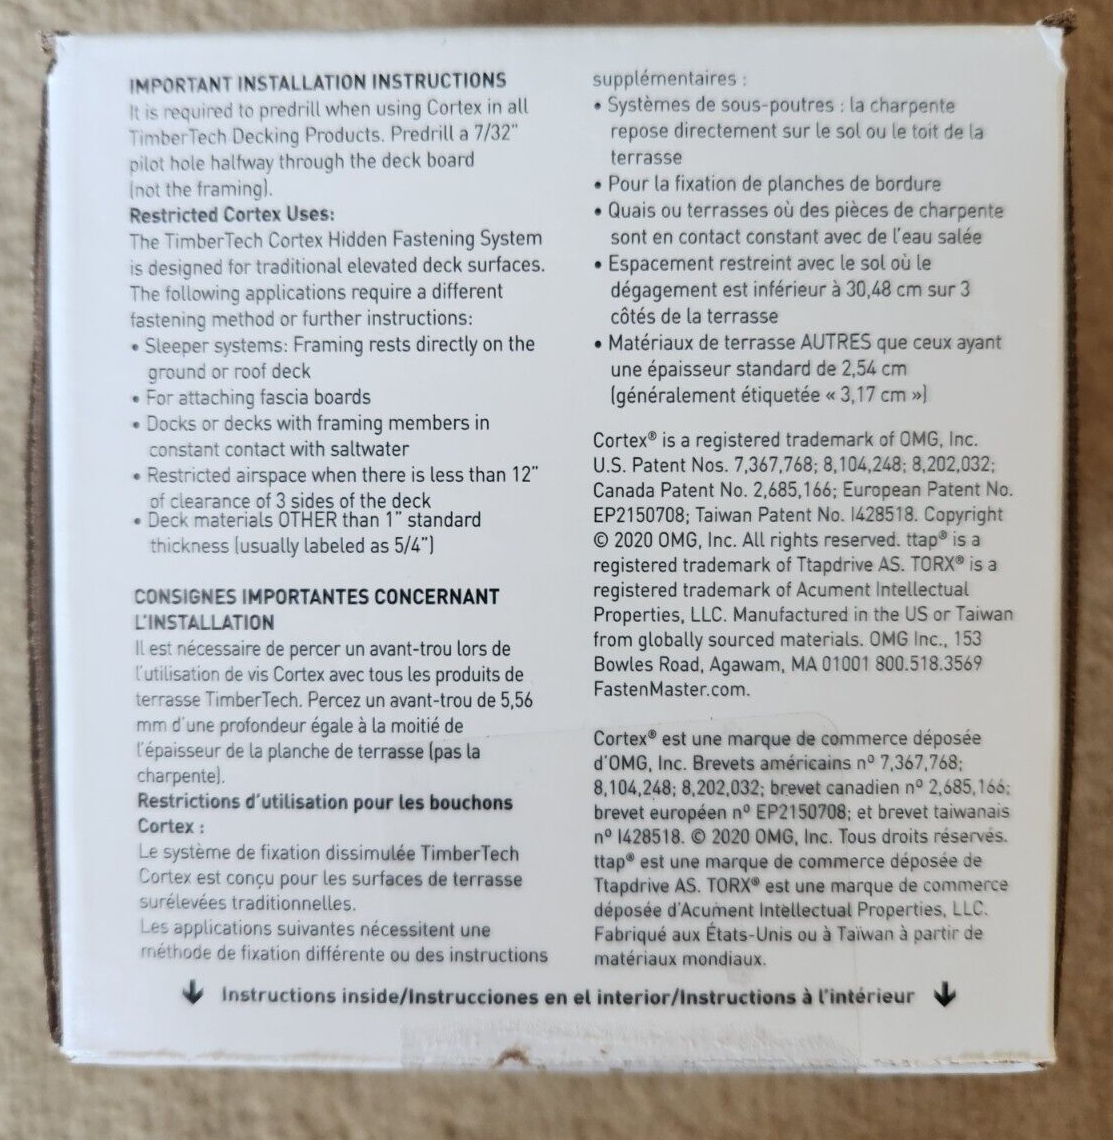 IMPORTANT INSTALLATION INSTRUCTIONS
It is required to predrill when using Cortex in all
TimberTech Decking Products. Predrill a 7/32"
pilot hole halfway through the deck board
(not the framing).
Restricted Cortex Uses:
The TimberTech Cortex Hidden Fastening System
is designed for traditional elevated deck surfaces.
The following applications require a different
fastening method or further instructions:
• Sleeper systems: Framing rests directly on the
ground or roof deck
• For attaching fascia boards
• Docks or decks with framing members in
constant contact with saltwater
• Restricted airspace when there is less than 12"
of clearance of 3 sides of the deck
• Deck materials OTHER than 1" standard
thickness (usually labeled as 5/4")
CONSIGNES IMPORTANTES CONCERNANT
L'INSTALLATION
Il est nécessaire de percer un avant-trou lors de
l'utilisation de vis Cortex avec tous les produits de
terrasse TimberTech. Percez un avant-trou de 5,56
mm d'une profondeur égale à la moitié de
l'épaisseur de la planche de terrasse (pas la
charpente).
Restrictions d'utilisation pour les bouchons
Cortex :
Le système de fixation dissimulée TimberTech
Cortex est conçu pour les surfaces de terrasse
surélevées traditionnelles.
Les applications suivantes nécessitent une
méthode de fixation différente ou des instructions
supplémentaires :
• Systèmes de sous-poutres : la charpente
repose directement sur le sol ou le toit de la
terrasse
• Pour la fixation de planches de bordure
• Quais ou terrasses où des pièces de charpente
sont en contact constant avec de l'eau salée
• Espacement restreint avec le sol où le
dégagement est inférieur à 30,48 cm sur 3
côtés de la terrasse
• Matériaux de terrasse AUTRES que ceux ayant
une épaisseur standard de 2,54 cm
(généralement étiquetée « 3,17 cm »)
Cortex® is a registered trademark of OMG, Inc.
U.S. Patent Nos. 7,367,768; 8,104,248; 8,202,032;
Canada Patent No. 2,685,166; European Patent No.
EP2150708; Taiwan Patent No. I428518. Copyright
© 2020 OMG, Inc. All rights reserved. ttap® is a
registered trademark of Ttapdrive AS. TORX® is a
registered trademark of Acument Intellectual
Properties, LLC. Manufactured in the US or Taiwan
from globally sourced materials. OMG Inc., 153
Bowles Road, Agawam, MA 01001 800.518.3569
FastenMaster.com.
Cortex® est une marque de commerce déposée
d'OMG, Inc. Brevets américains nº 7,367,768;
8,104,248; 8,202,032; brevet canadien nº 2,685,166;
brevet européen nº EP2150708; et brevet taiwanais
nº I428518. © 2020 OMG, Inc. Tous droits réservés.
ttap® est une marque de commerce déposée de
Ttapdrive AS. TORX® est une marque de commerce
déposée d'Acument Intellectual Properties, LLC.
Fabriqué aux États-Unis ou à Taïwan à partir de
matériaux mondiaux.
↓ Instructions inside/Instrucciones en el interior/Instructions à l'intérieur ↓